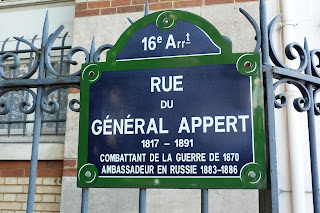 16e Arrt
RUE
DU
GÉNÉRAL APPERT
1817 - 1891
COMBATTANT DE LA GUERRE DE 1870
AMBASSADEUR EN RUSSIE 1883-1886